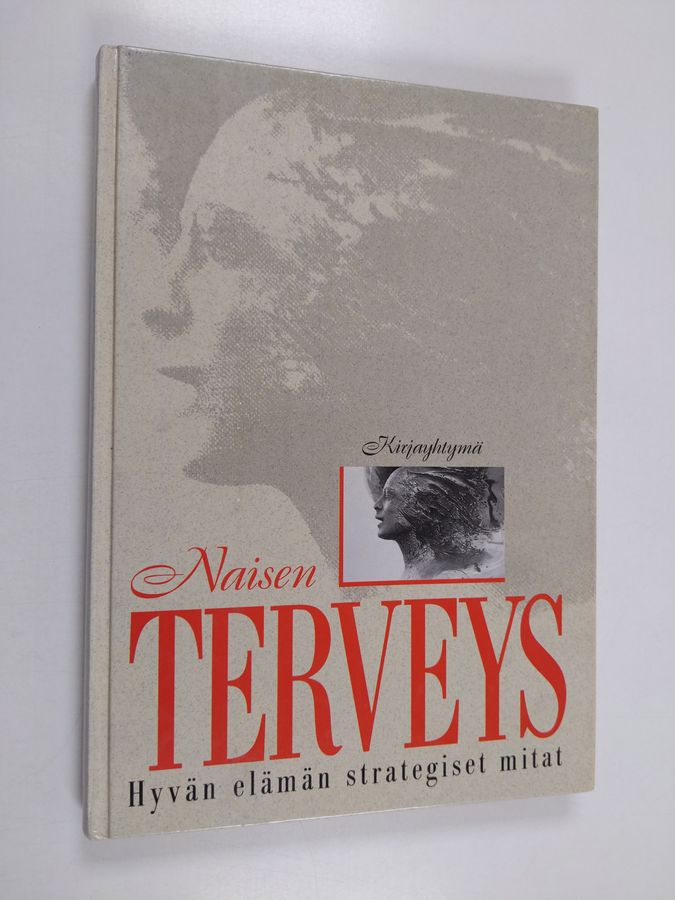 Kirjayhtymä
Naisen
TERVEYS
Hyvän elämän strategiset mitat